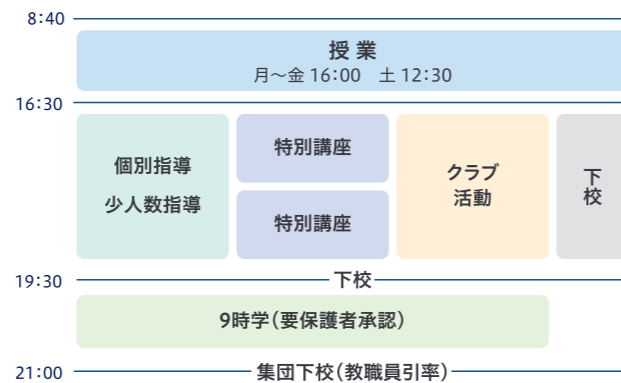 8:40
授業
月～金 16:00　土 12:30
16:30
個別指導
少人数指導
特別講座
特別講座
クラブ
活動
下校
19:30
下校
9時学（要保護者承認）
21:00
集団下校（教職員引率）